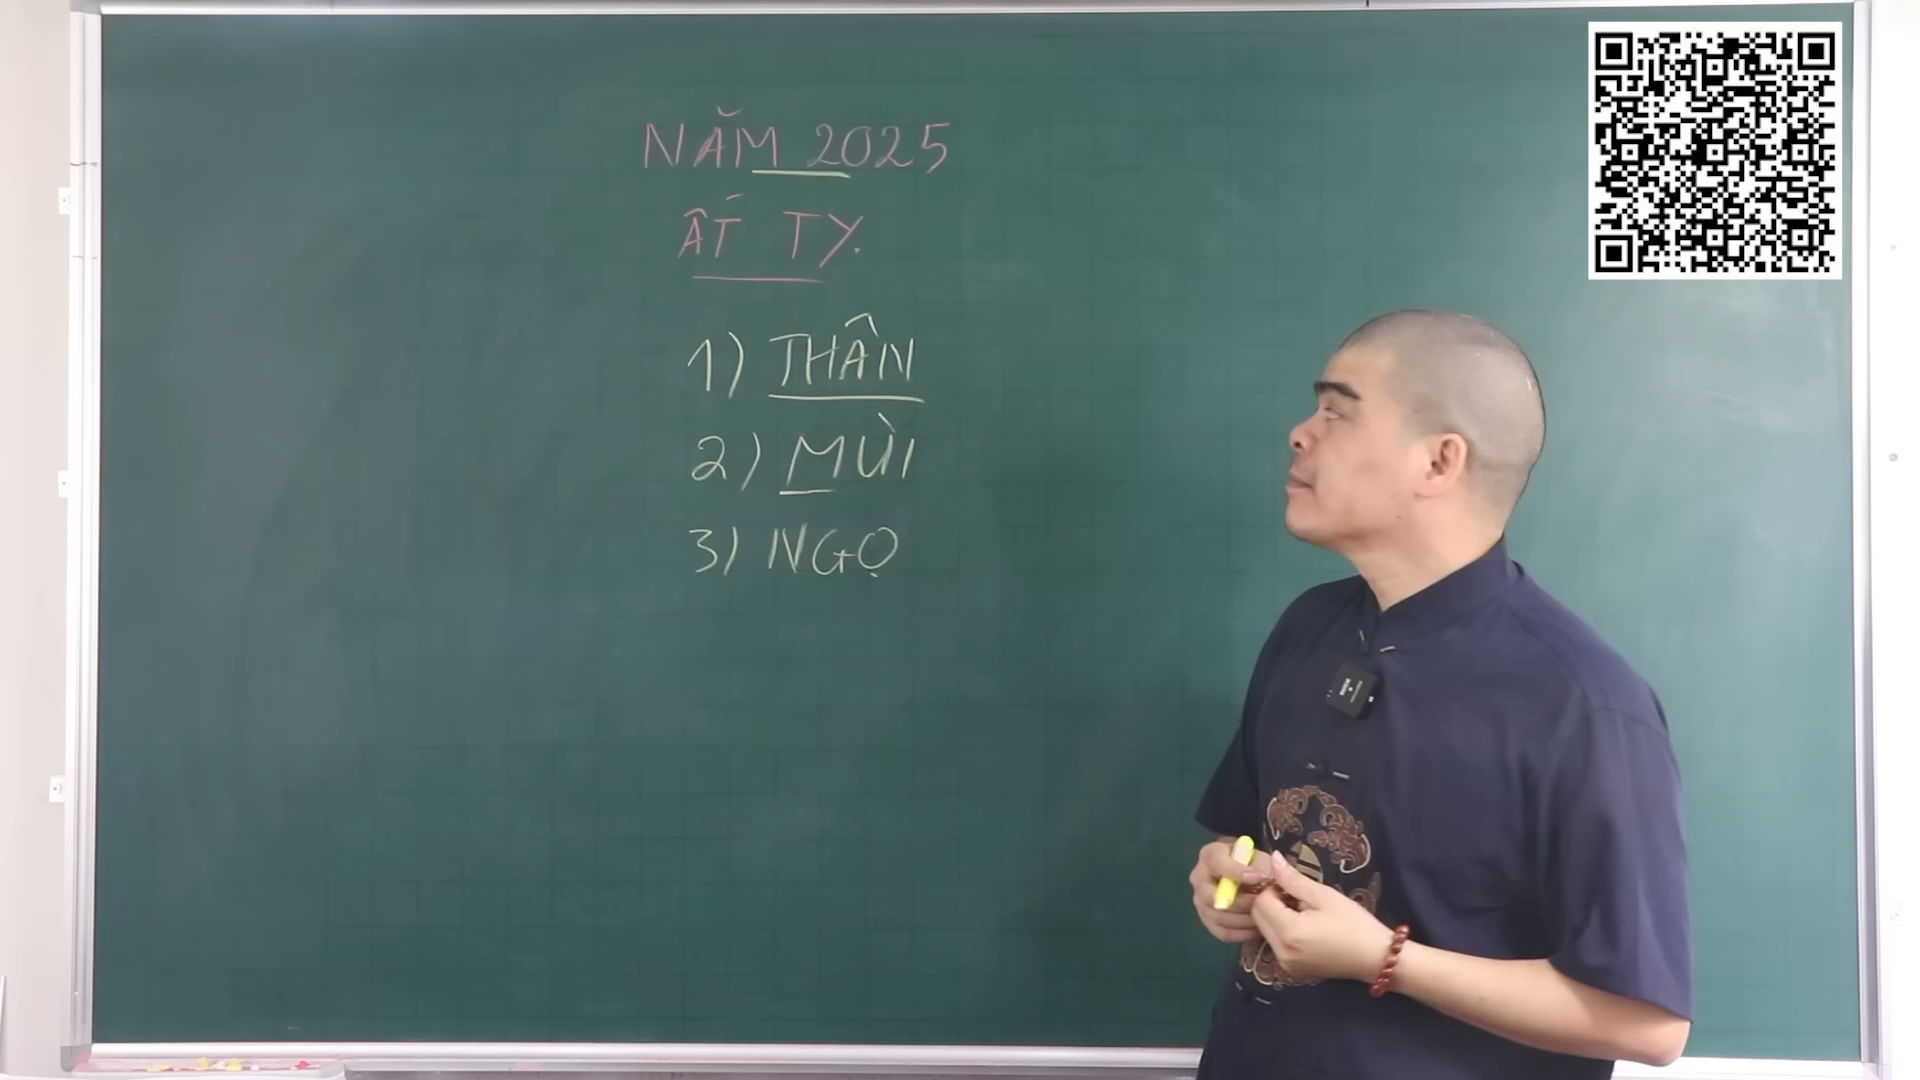 NĂM 2025
ẤT TỴ
1) THÂN
2) MÙI
3) NGỌ